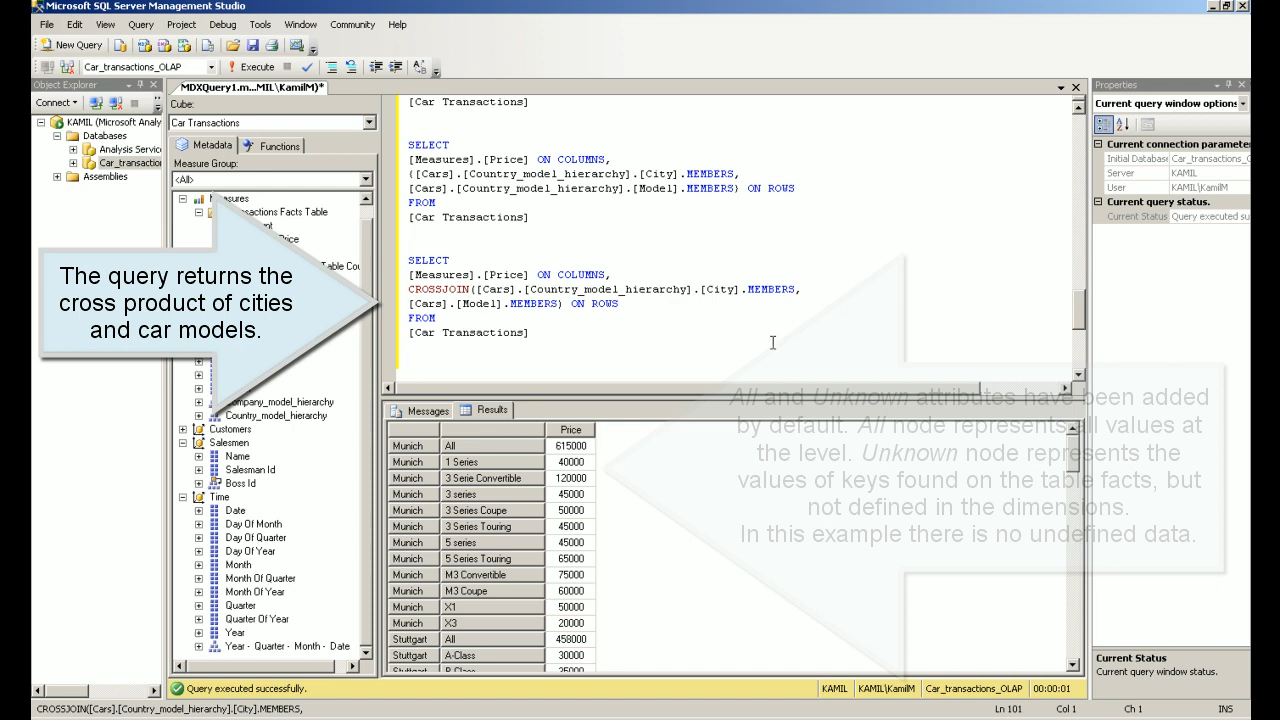 Microsoft SQL Server Management Studio
File Edit View Query Project Debug Tools Window Community Help
New Query
Car_transactions_OLAP Execute
Object Explorer
Connect
KAMIL (Microsoft Analy
Databases
Analysis Service
Car_transaction
Assemblies
MDXQuery1.m...MIL\KamilM)*
Cube:
Car Transactions
Metadata Functions
Measure Group:
<All>
Transactions Facts Table
Price
Table Cou
The query returns the
cross product of cities
and car models.
Company_model_hierarchy
Country_model_hierarchy
Customers
Salesmen
Name
Salesman Id
Boss Id
Time
Date
Day Of Month
Day Of Quarter
Day Of Year
Month
Month Of Quarter
Month Of Year
Quarter
Quarter Of Year
Year
Year - Quarter - Month - Date
[Car Transactions]
SELECT
[Measures].[Price] ON COLUMNS,
{[Cars].[Country_model_hierarchy].[City].MEMBERS,
[Cars].[Country_model_hierarchy].[Model].MEMBERS} ON ROWS
FROM
[Car Transactions]
SELECT
[Measures].[Price] ON COLUMNS,
CROSSJOIN([Cars].[Country_model_hierarchy].[City].MEMBERS,
[Cars].[Model].MEMBERS) ON ROWS
FROM
[Car Transactions]
All and Unknown attributes have been added
by default. All node represents all values at
the level. Unknown node represents the
values of keys found on the table facts, but
not defined in the dimensions.
In this example there is no undefined data.
Messages Results
Price
Munich All 615000
Munich 1 Series 40000
Munich 3 Serie Convertible 120000
Munich 3 series 45000
Munich 3 Series Coupe 50000
Munich 3 Series Touring 45000
Munich 5 series 45000
Munich 5 Series Touring 65000
Munich M3 Convertible 75000
Munich M3 Coupe 60000
Munich X1 50000
Munich X3 20000
Stuttgart All 458000
Stuttgart A-Class 30000
Properties
Current query window options
Current connection parameter
Initial Database Car_transactions_O
Server KAMIL
User KAMIL\KamilM
Current query status.
Current Status Query executed su
Current Status
Current query window status.
Query executed successfully. KAMIL KAMIL\KamilM Car_transactions_OLAP 00:00:01
CROSSJOIN([Cars].[Country_model_hierarchy].[City].MEMBERS, Ln 101 Col 1 Ch 1 INS